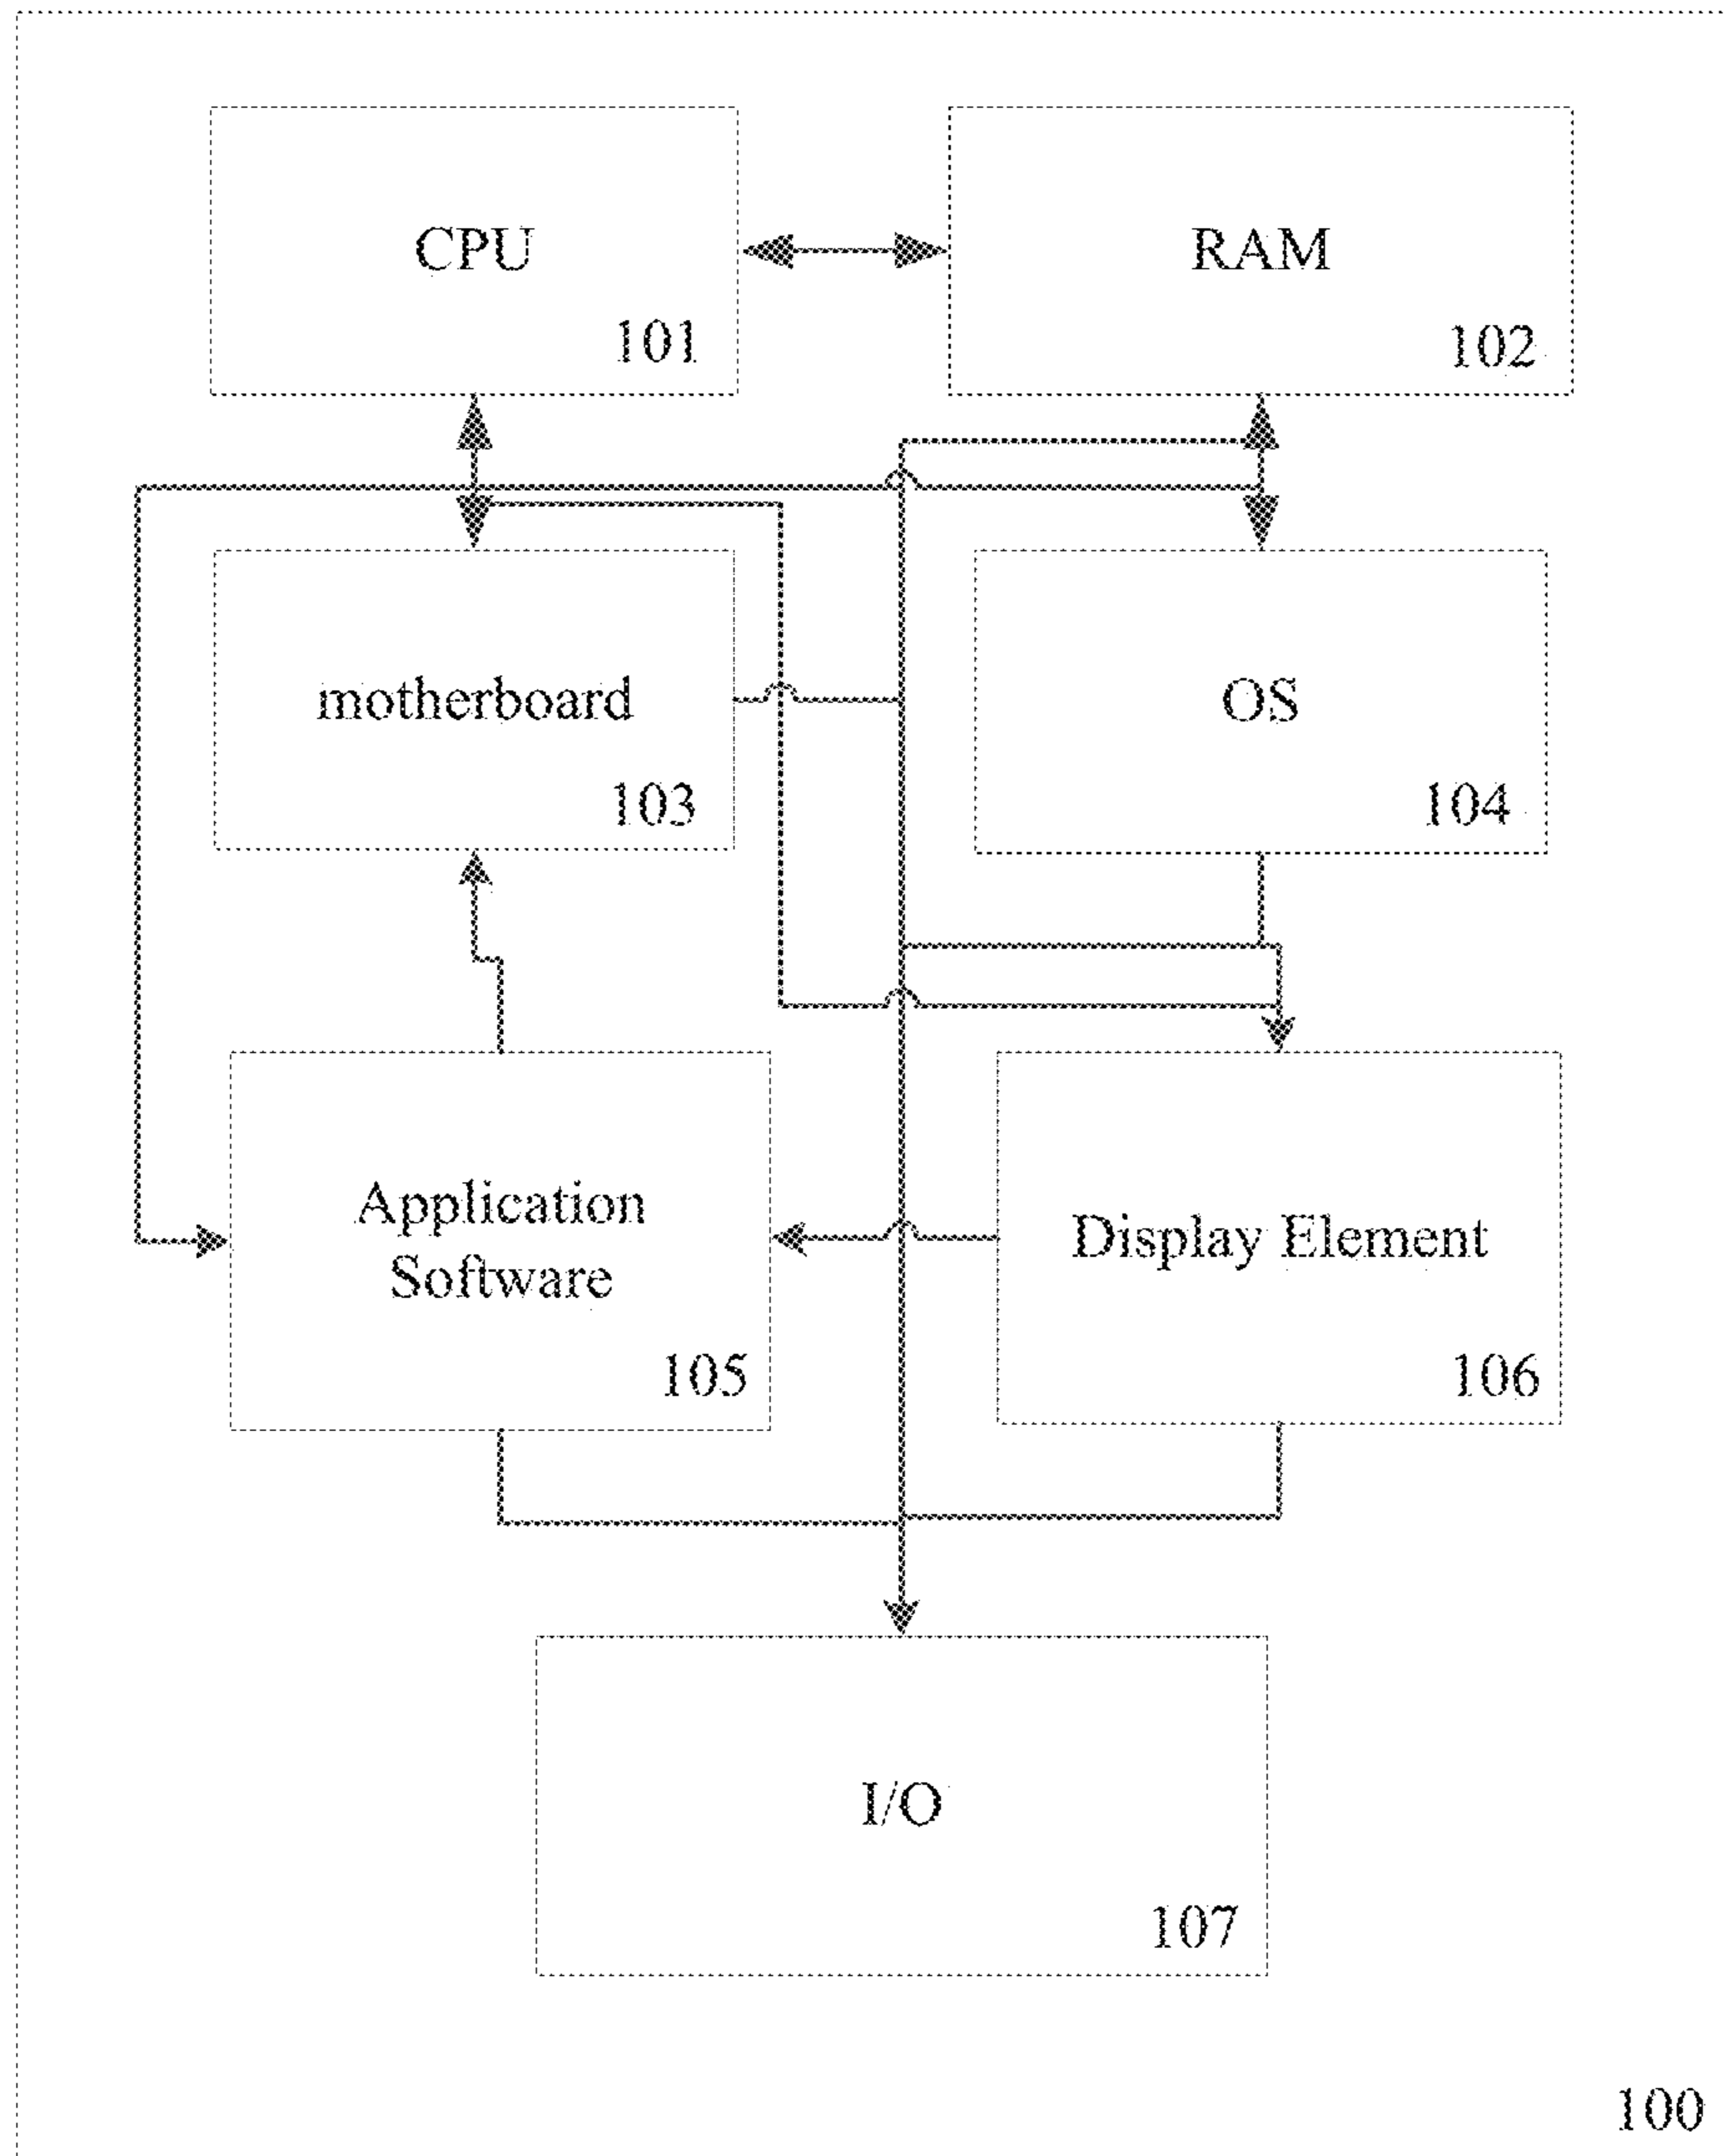 CPU
101
RAM
102
motherboard
103
OS
104
Application
Software
105
Display Element
106
I/O
107
100